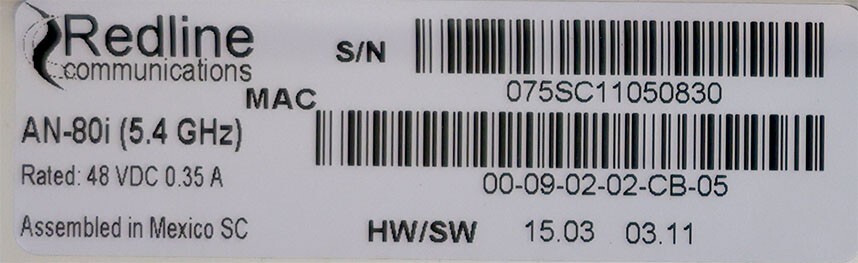 Redline
communications
S/N
075SC11050830
MAC
AN-80i (5.4 GHz)
00-09-02-02-CB-05
Rated: 48 VDC 0.35 A
Assembled in Mexico SC
HW/SW 15.03 03.11